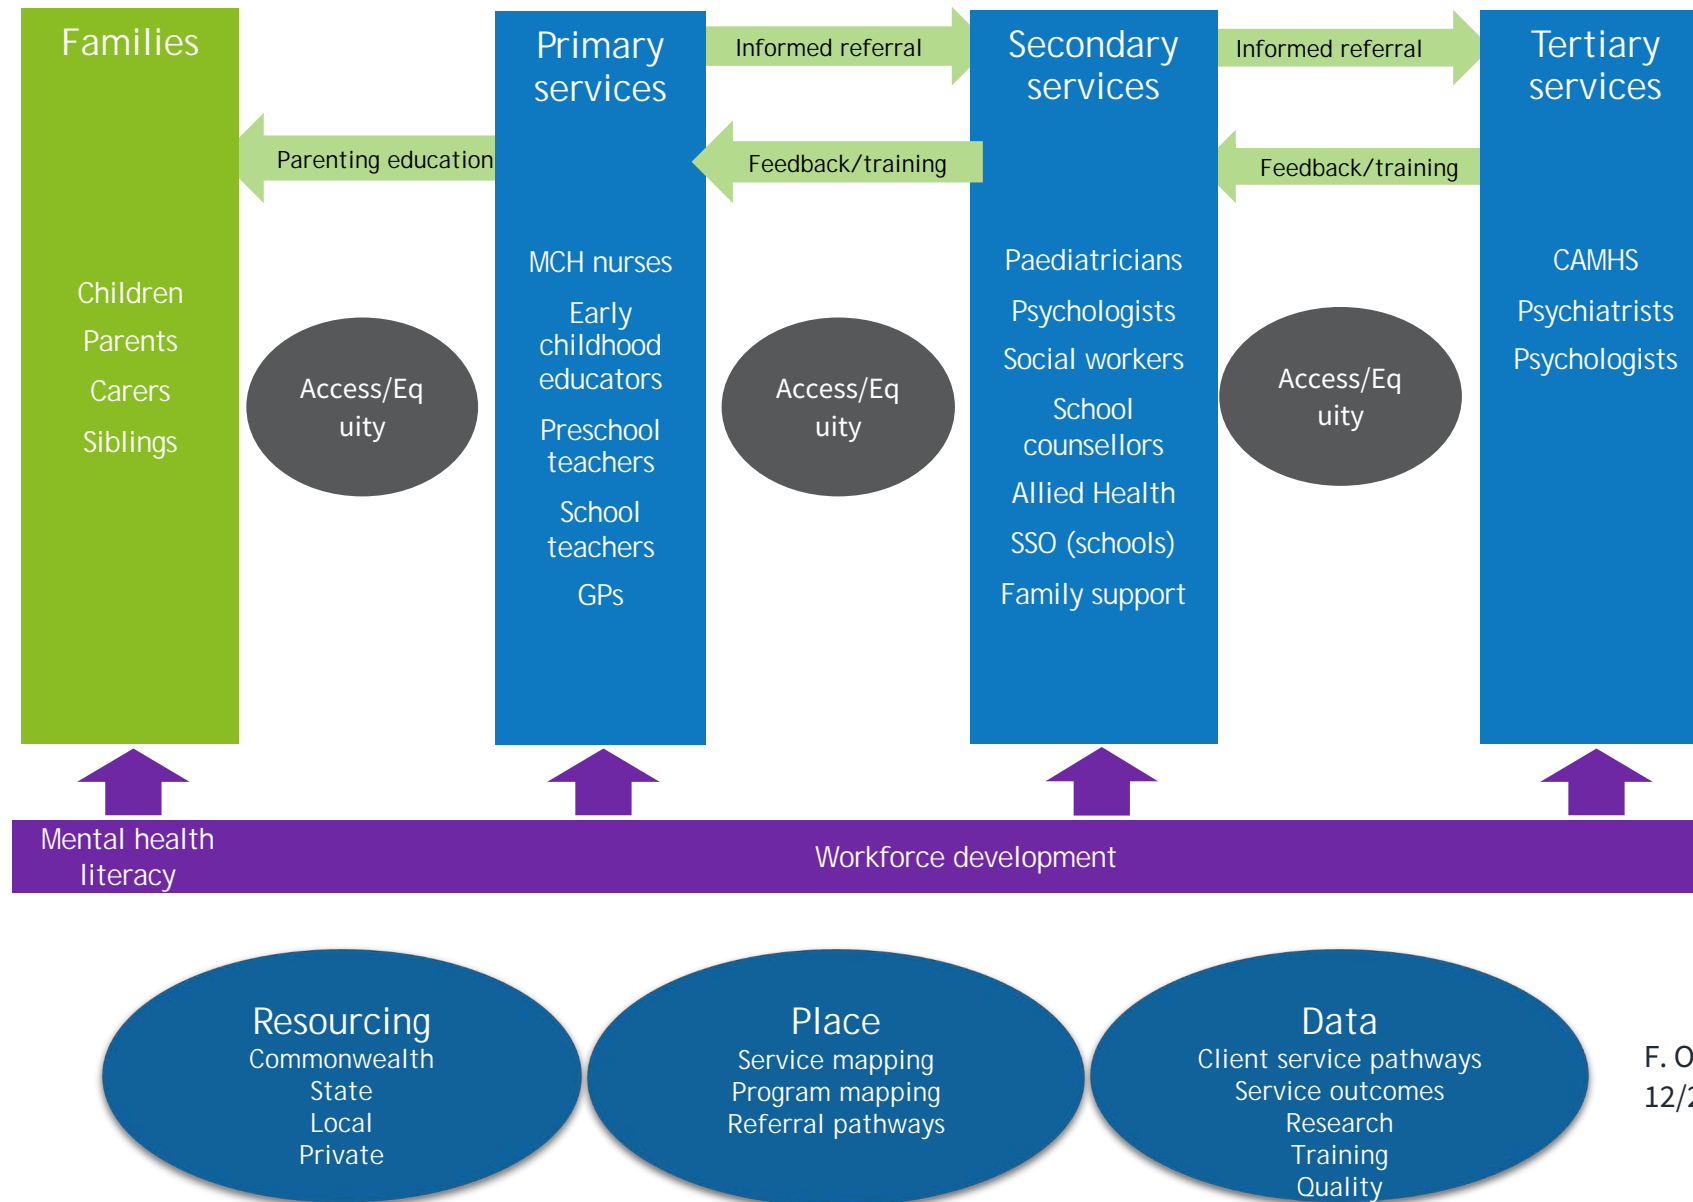 Families
Children
Parents
Carers
Siblings
Parenting education
Access/Eq
uity
Primary
services
MCH nurses
Early
childhood
educators
Preschool
teachers
School
teachers
GPs
Informed referral
Feedback/training
Access/Eq
uity
Secondary
services
Paediatricians
Psychologists
Social workers
School
counsellors
Allied Health
SSO (schools)
Family support
Informed referral
Feedback/training
Access/Eq
uity
Tertiary
services
CAMHS
Psychiatrists
Psychologists
Mental health
literacy
Workforce development
Resourcing
Commonwealth
State
Local
Private
Place
Service mapping
Program mapping
Referral pathways
Data
Client service pathways
Service outcomes
Research
Training
Quality
F. O
12/2